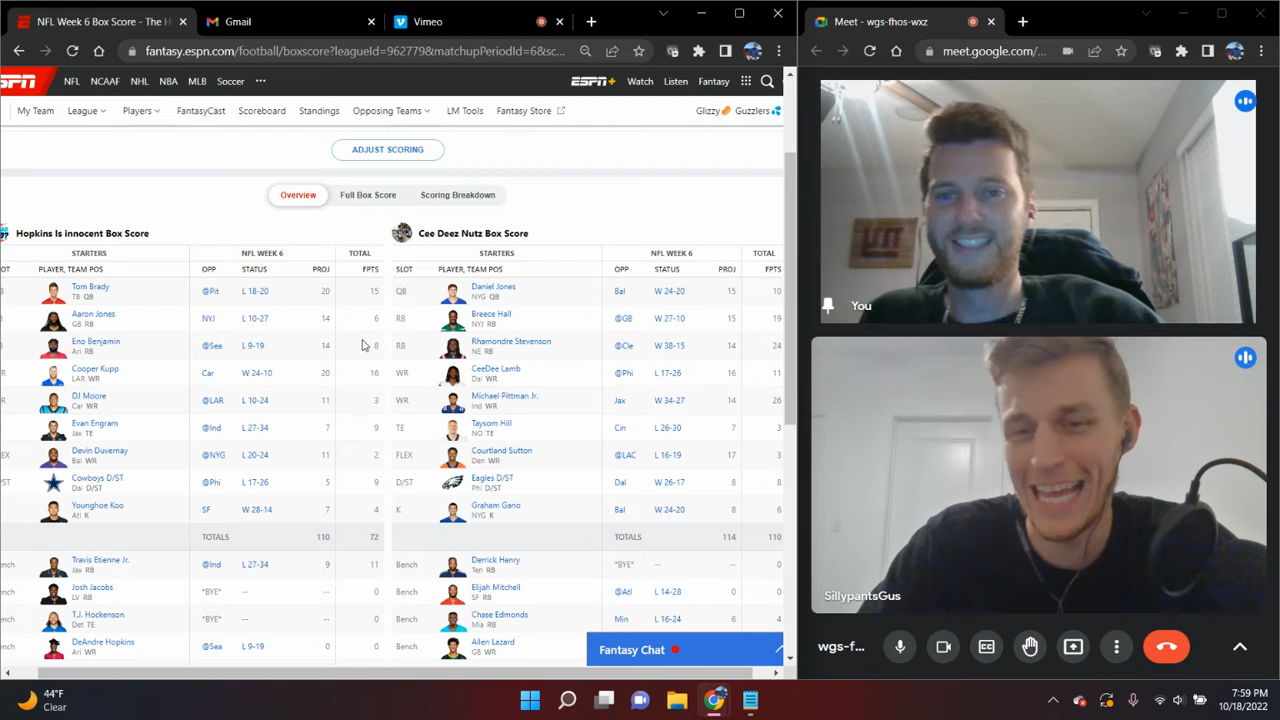 NFL Week 6 Box Score - The H
Gmail
Vimeo
Meet - wgs-fhos-wxz
fantasy.espn.com/football/boxscore?leagueId=962779&matchupPeriodId=6&sc...
meet.google.com/...
NFL NCAAF NHL NBA MLB Soccer ••• ESPN+ Watch Listen Fantasy
My Team League Players FantasyCast Scoreboard Standings Opposing Teams LM Tools Fantasy Store Glizzy Guzzlers
ADJUST SCORING
Overview Full Box Score Scoring Breakdown
Hopkins Is innocent Box Score
STARTERS NFL WEEK 6 TOTAL
PLAYER, TEAM POS OPP STATUS PROJ FPTS
Tom Brady
TB QB
@Pit L 18-20 20 15
Aaron Jones
GB RB
NYJ L 10-27 14 6
Eno Benjamin
Ari RB
@Sea L 9-19 14 8
Cooper Kupp
LAR WR
Car W 24-10 20 16
DJ Moore
Car WR
@LAR L 10-24 11 3
Evan Engram
Jax TE
@Ind L 27-34 7 9
Devin Duvernay
Bal WR
@NYG L 20-24 11 2
Cowboys D/ST
Dal D/ST
@Phi L 17-26 5 9
Younghoe Koo
Atl K
SF W 28-14 7 4
TOTALS 110 72
Travis Etienne Jr.
Jax RB
@Ind L 27-34 9 11
Josh Jacobs
LV RB
*BYE* -- 0 0
T.J. Hockenson
Det TE
*BYE* -- 0 0
DeAndre Hopkins
Ari WR
@Sea L 9-19 0 0
Cee Deez Nutz Box Score
STARTERS NFL WEEK 6 TOTAL
SLOT PLAYER, TEAM POS OPP STATUS PROJ FPTS
QB Daniel Jones
NYG QB
Bal W 24-20 15 10
RB Breece Hall
NYJ RB
@GB W 27-10 15 19
RB Rhamondre Stevenson
NE RB
@Cle W 38-15 14 24
WR CeeDee Lamb
Dal WR
@Phi L 17-26 16 11
WR Michael Pittman Jr.
Ind WR
Jax W 34-27 14 26
TE Taysom Hill
NO TE
Cin L 26-30 7 3
FLEX Courtland Sutton
Den WR
@LAC L 16-19 17 3
D/ST Eagles D/ST
Phi D/ST
Dal W 26-17 8 8
K Graham Gano
NYG K
Bal W 24-20 8 6
TOTALS 114 110
Bench Derrick Henry
Ten RB
*BYE* -- -- 0 0
Bench Elijah Mitchell
SF RB
@Atl L 14-28 0 0
Bench Chase Edmonds
Mia RB
Min L 16-24 6 4
Bench Allen Lazard
GB WR
Fantasy Chat
You
SillypantsGus
wgs-f...
44°F
Clear
7:59 PM
10/18/2022